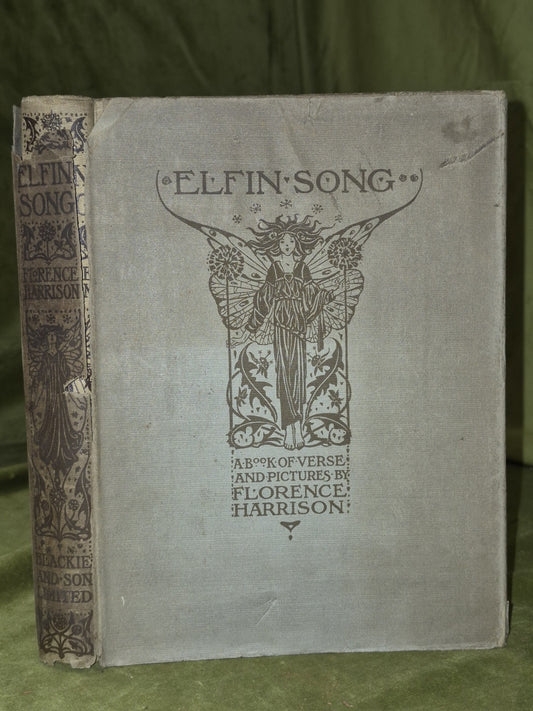 ELFIN
SONG
FLORENCE
HARRISON
BLACKIE
AND·SON
LIMITED
ELFIN·SONG
A·BOOK·OF·VERSE
AND·PICTURES·BY
FLORENCE
HARRISON